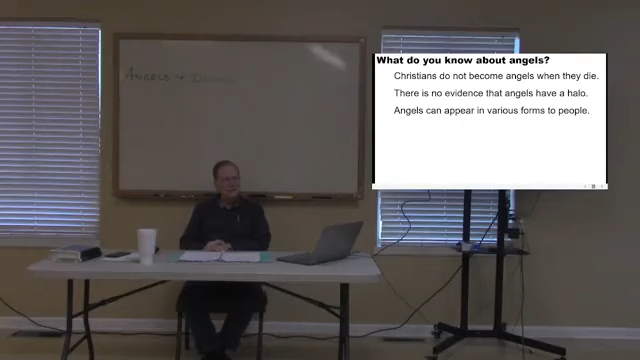 ANGELS &
What do you know about angels?
Christians do not become angels when they die.
There is no evidence that angels have a halo.
Angels can appear in various forms to people.